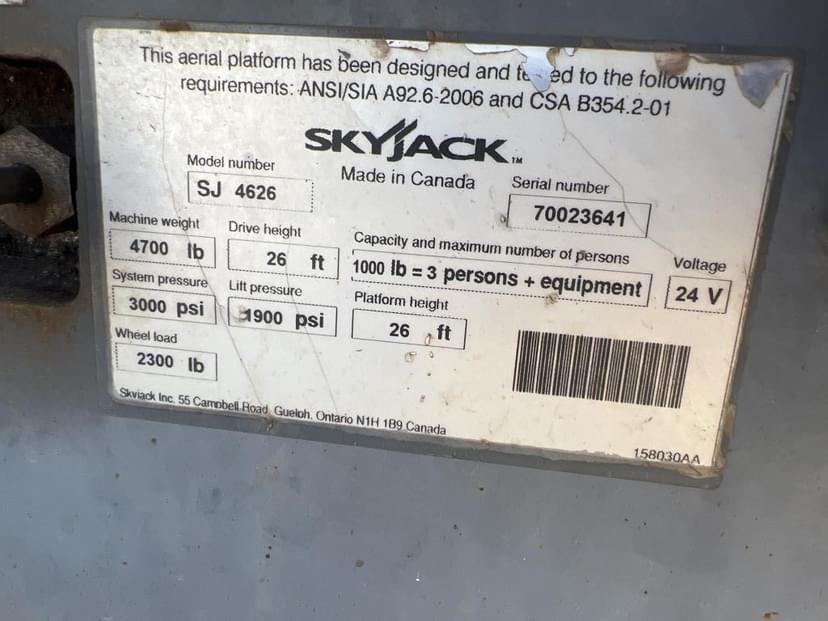 This aerial platform has been designed and to the following
requirements: ANSI/SIA A92.6-2006 and CSA B354.2-01
SKYJACK™
Made in Canada
Model number
SJ 4626
Serial number
70023641
Machine weight
4700 lb
Drive height
26 ft
Capacity and maximum number of persons
1000 lb = 3 persons + equipment
Voltage
24 V
System pressure
3000 psi
Lift pressure
1900 psi
Platform height
26 ft
Wheel load
2300 lb
Skyjack Inc. 55 Campbell Road, Guelph, Ontario N1H 1B9 Canada
158030AA